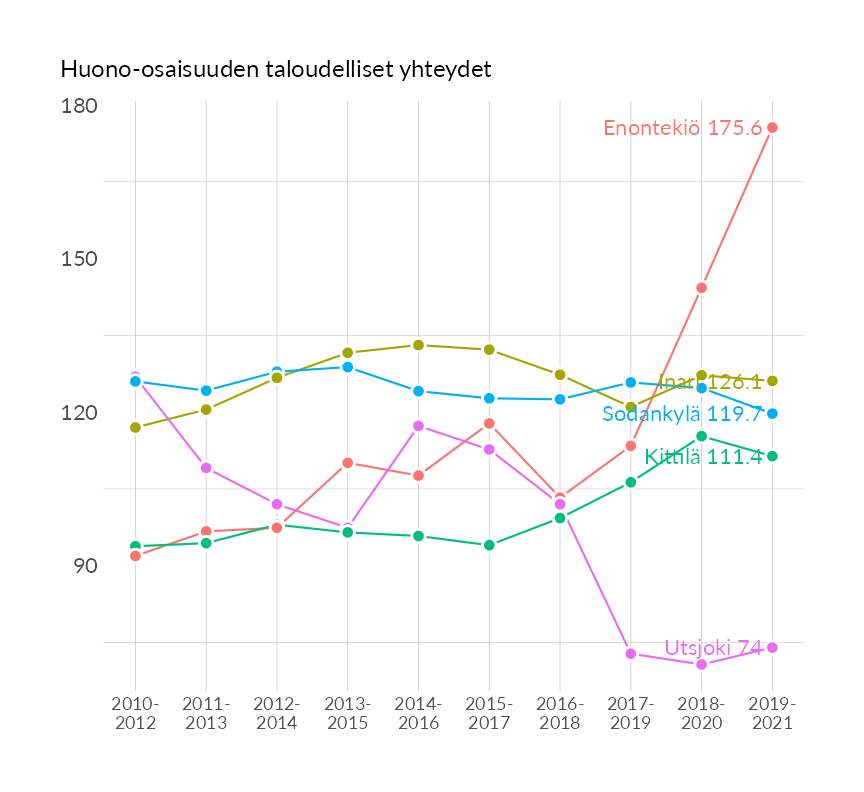 Huono-osaisuuden taloudelliset yhteydet
180
Enontekiö 175.6
150
Inari 126.1
120
Sodankylä 119.7
Kittilä 111.4
90
Utsjoki 74
2010- 2011- 2012- 2013- 2014- 2015- 2016- 2017- 2018- 2019-
2012 2013 2014 2015 2016 2017 2018 2019 2020 2021